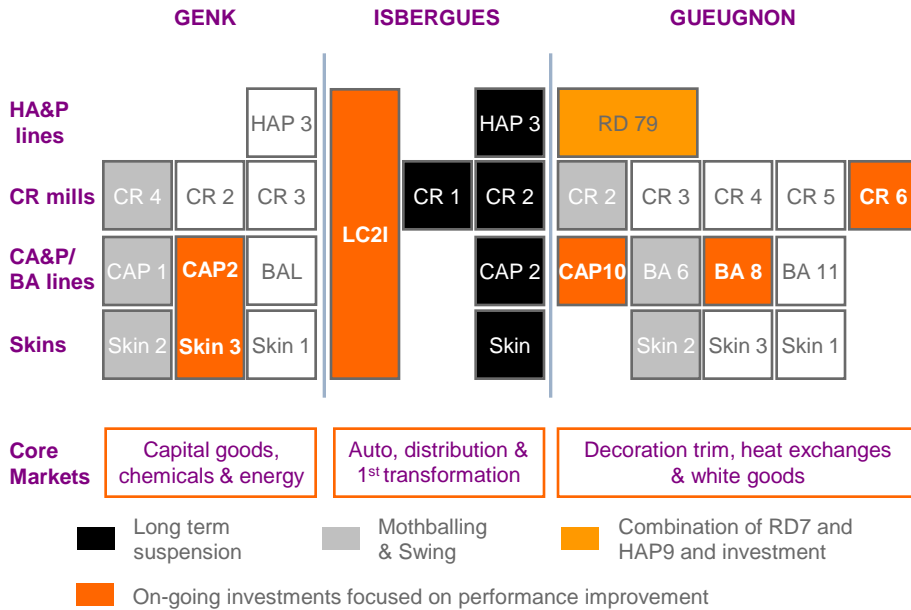 GENK ISBERGUES GUEUGNON
HA&P
lines
HAP 3 HAP 3 RD 79
CR mills CR 4 CR 2 CR 3 CR 1 CR 2 CR 2 CR 3 CR 4 CR 5 CR 6
LC2I
CA&P/
BA lines
CAP 1 CAP2 BAL CAP 2 CAP10 BA 6 BA 8 BA 11
Skins Skin 2 Skin 3 Skin 1 Skin Skin 2 Skin 3 Skin 1
Core
Markets
Capital goods,
chemicals & energy
Auto, distribution &
1st transformation
Decoration trim, heat exchanges
& white goods
Long term
suspension
Mothballing
& Swing
Combination of RD7 and
HAP9 and investment
On-going investments focused on performance improvement